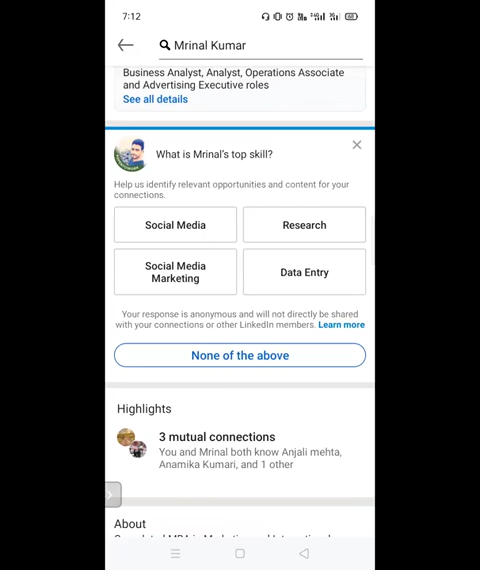 7:12
Mrinal Kumar
Business Analyst, Analyst, Operations Associate
and Advertising Executive roles
See all details
What is Mrinal's top skill?
Help us identify relevant opportunities and content for your
connections.
Social Media
Research
Social Media
Marketing
Data Entry
Your response is anonymous and will not directly be shared
with your connections or other LinkedIn members. Learn more
None of the above
Highlights
3 mutual connections
You and Mrinal both know Anjali mehta,
Anamika Kumari, and 1 other
About